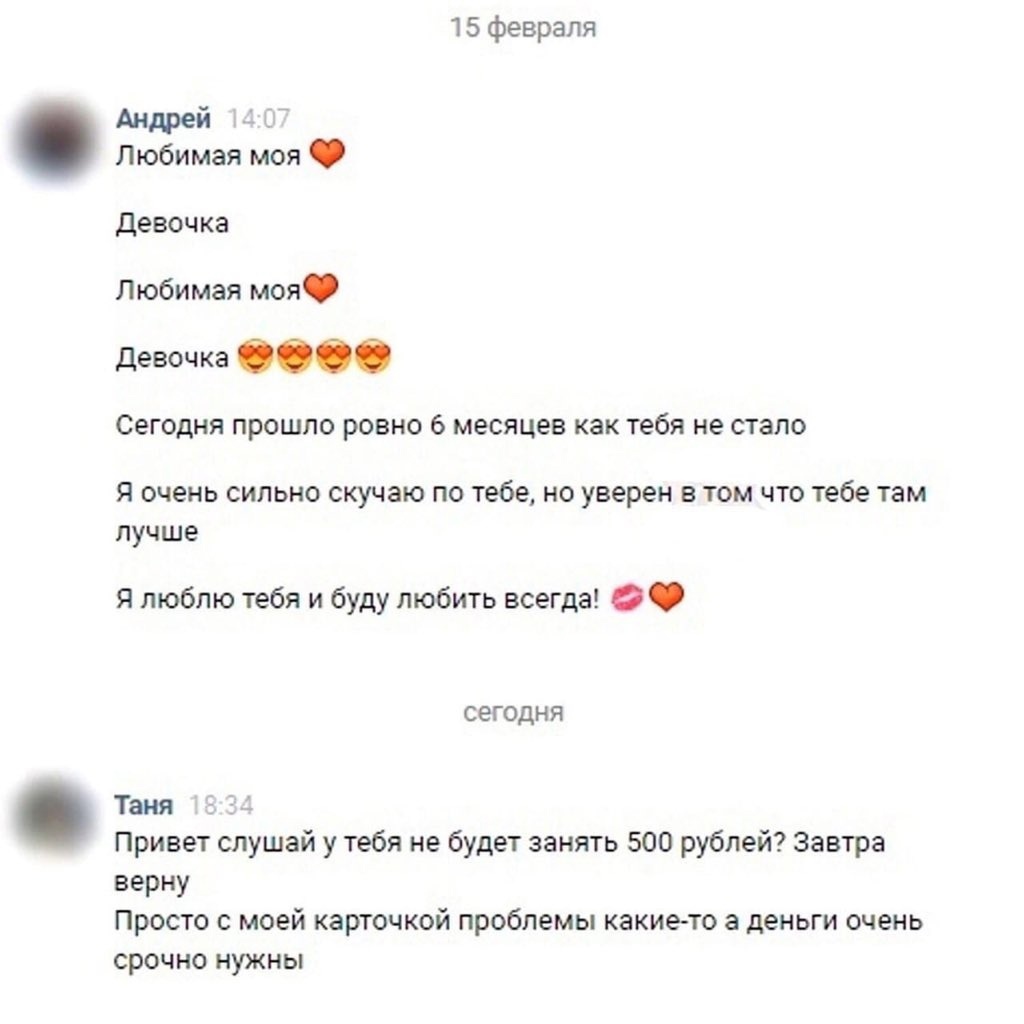 15 февраля
Андрей 14:07
Любимая моя ❤
Девочка
Любимая моя❤
Девочка 😍😍😍😍
Сегодня прошло ровно 6 месяцев как тебя не стало
Я очень сильно скучаю по тебе, но уверен в том что тебе там
лучше
Я люблю тебя и буду любить всегда! 💋❤
сегодня
Таня 18:34
Привет слушай у тебя не будет занять 500 рублей? Завтра
верну
Просто с моей карточкой проблемы какие-то а деньги очень
срочно нужны